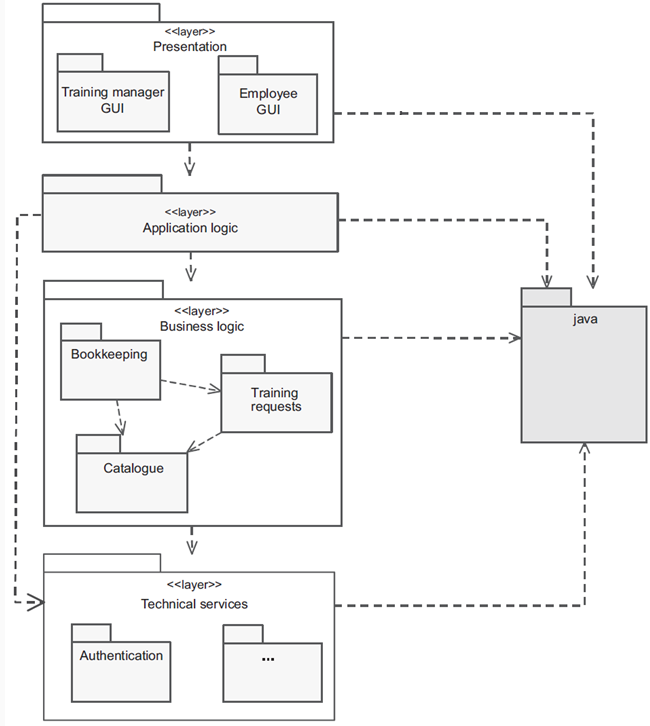 <<layer>>
Presentation
Training manager
GUI
Employee
GUI
<<layer>>
Application logic
<<layer>>
Business logic
Bookkeeping
Training
requests
Catalogue
java
<<layer>>
Technical services
Authentication
...